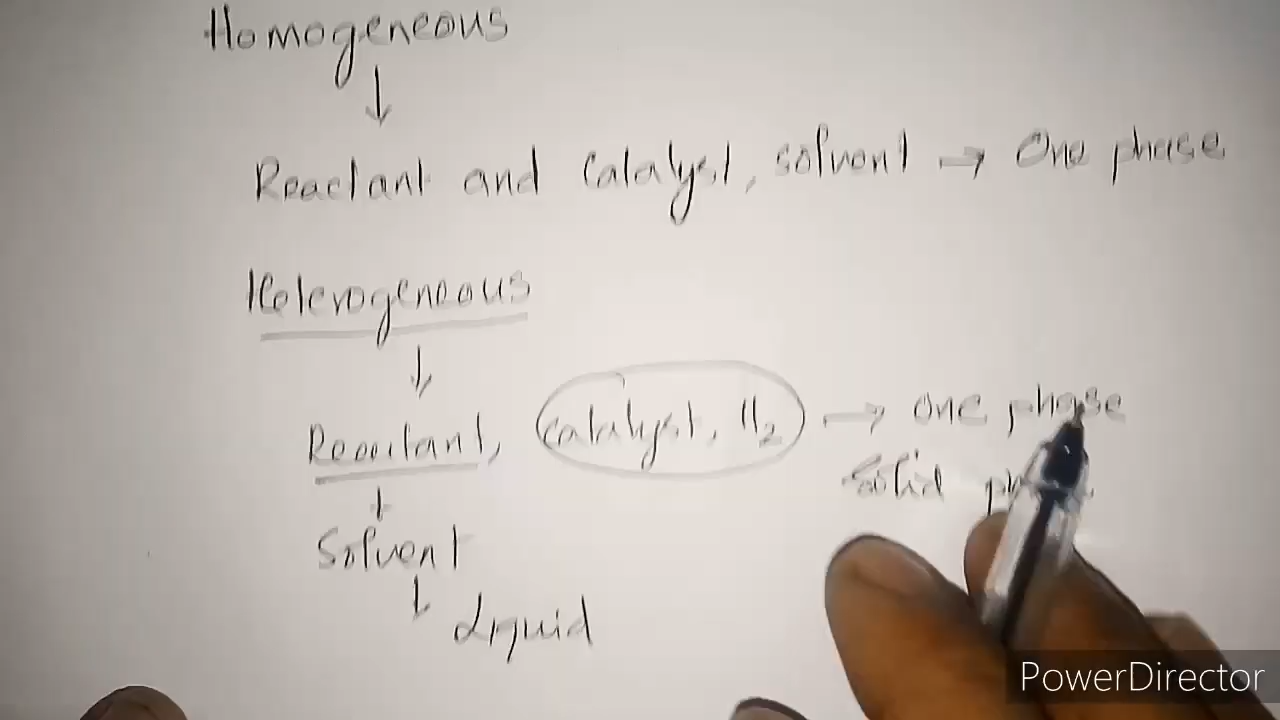 Homogeneous
↓
Reactant and Catalyst, solvent → One phase
Heterogeneous
↓
Reactant, Catalyst, H2 → one phase
solid
+
Solvent
↓ Liquid
PowerDirector